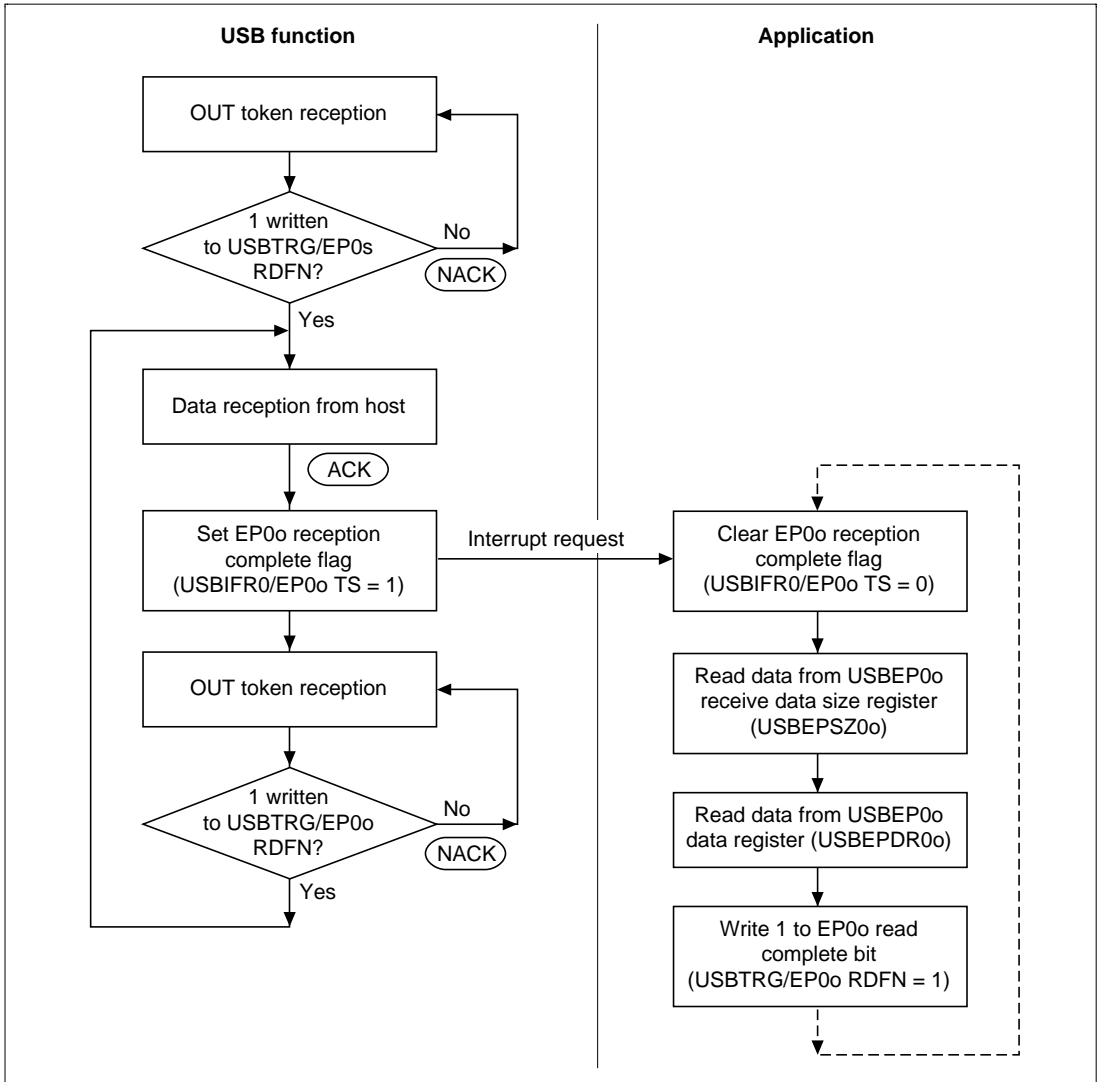 USB function
Application
OUT token reception
1 written
to USBTRG/EP0s
RDFN?
No
NACK
Yes
Data reception from host
ACK
Set EP0o reception
complete flag
(USBIFR0/EP0o TS = 1)
Interrupt request
Clear EP0o reception
complete flag
(USBIFR0/EP0o TS = 0)
OUT token reception
Read data from USBEP0o
receive data size register
(USBEPSZ0o)
1 written
to USBTRG/EP0o
RDFN?
No
NACK
Yes
Read data from USBEP0o
data register (USBEPDR0o)
Write 1 to EP0o read
complete bit
(USBTRG/EP0o RDFN = 1)